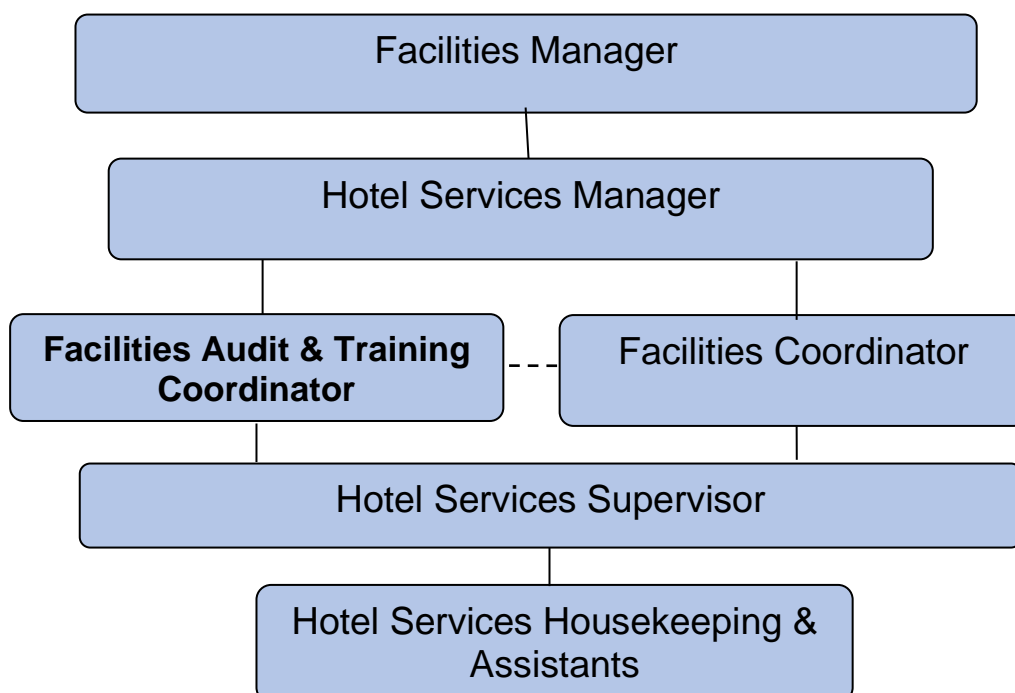 Facilities Manager
Hotel Services Manager
Facilities Audit & Training
Coordinator
Facilities Coordinator
Hotel Services Supervisor
Hotel Services Housekeeping &
Assistants